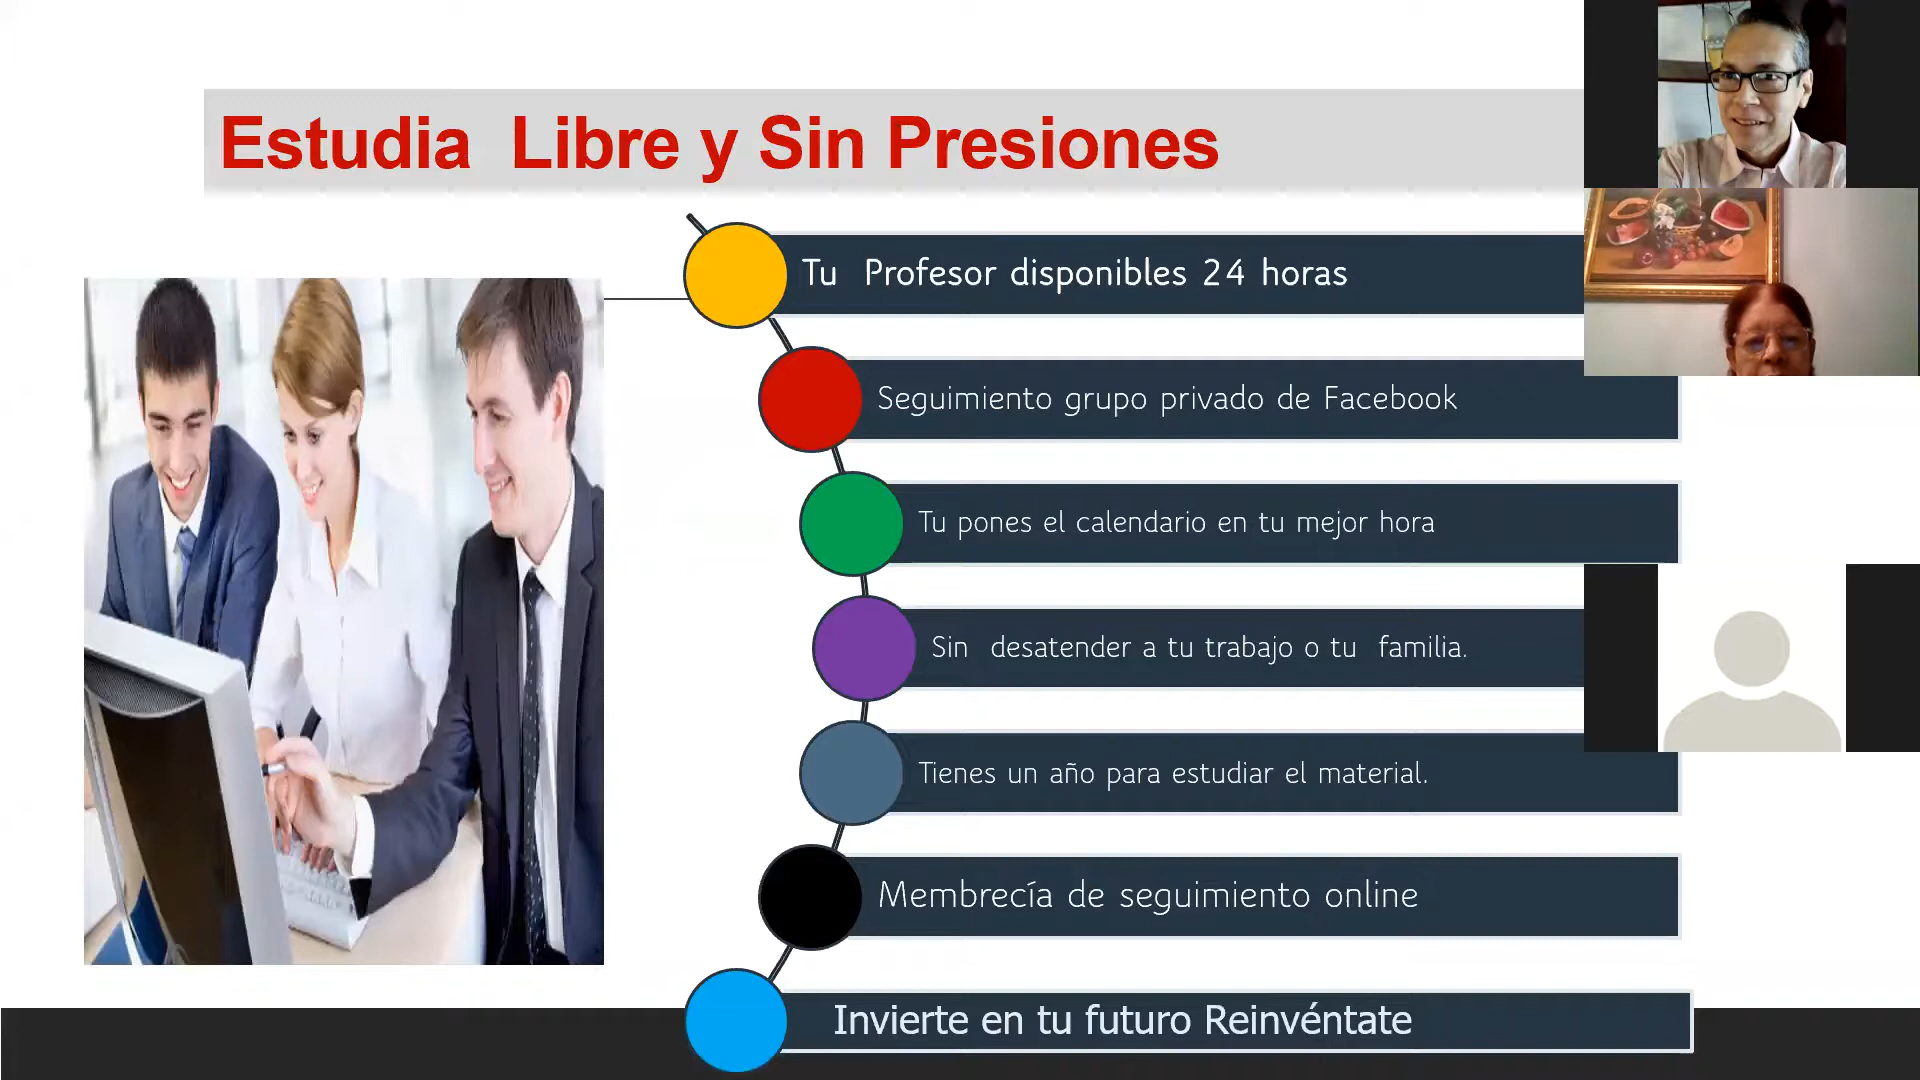 Estudia Libre y Sin Presiones
Tu Profesor disponibles 24 horas
Seguimiento grupo privado de Facebook
Tu pones el calendario en tu mejor hora
Sin desatender a tu trabajo o tu familia.
Tienes un año para estudiar el material.
Membrecía de seguimiento online
Invierte en tu futuro Reinvéntate